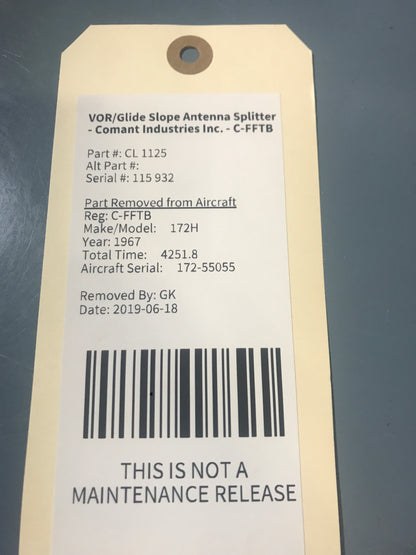 VOR/Glide Slope Antenna Splitter
- Comant Industries Inc. - C-FFTB
Part #: CL 1125
Alt Part #:
Serial #: 115 932
Part Removed from Aircraft
Reg: C-FFTB
Make/Model: 172H
Year: 1967
Total Time: 4251.8
Aircraft Serial: 172-55055
Removed By: GK
Date: 2019-06-18
THIS IS NOT A
MAINTENANCE RELEASE